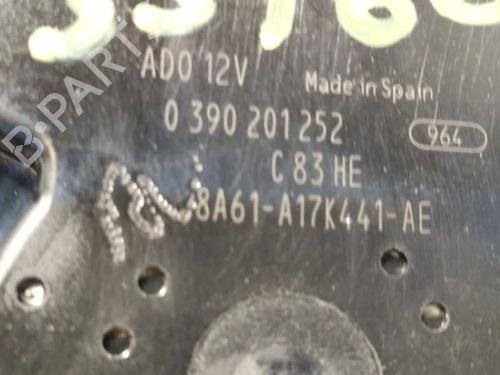 ADO 12V
Made in Spain
0 390 201 252
964
C 83 HE
8A61-A17K441-AE
B-Parts